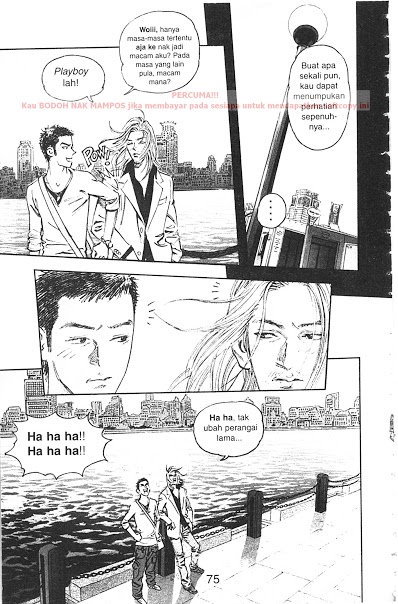 Woiii, hanya
masa-masa tertentu
aja ke nak jadi
macam aku? Pada
masa yang lain
pula, macam
mana?
Playboy
lah!
POW!
Buat apa
sekali pun,
kau dapat
menumpukan
perhatian
sepenuh-
nya...
PERCUMA!!!
Kau BODOH NAK MAMPOS jika membayar pada sesiapa untuk mendapatkan softcopy ini
....
Ha ha ha!!
Ha ha ha!!
Ha ha, tak
ubah perangai
lama...
75